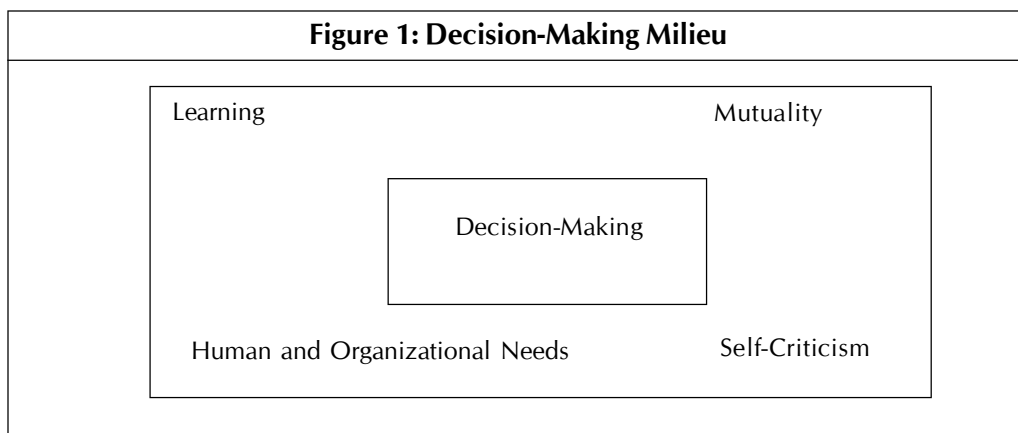 Figure 1: Decision-Making Milieu
Learning
Mutuality
Decision-Making
Human and Organizational Needs
Self-Criticism